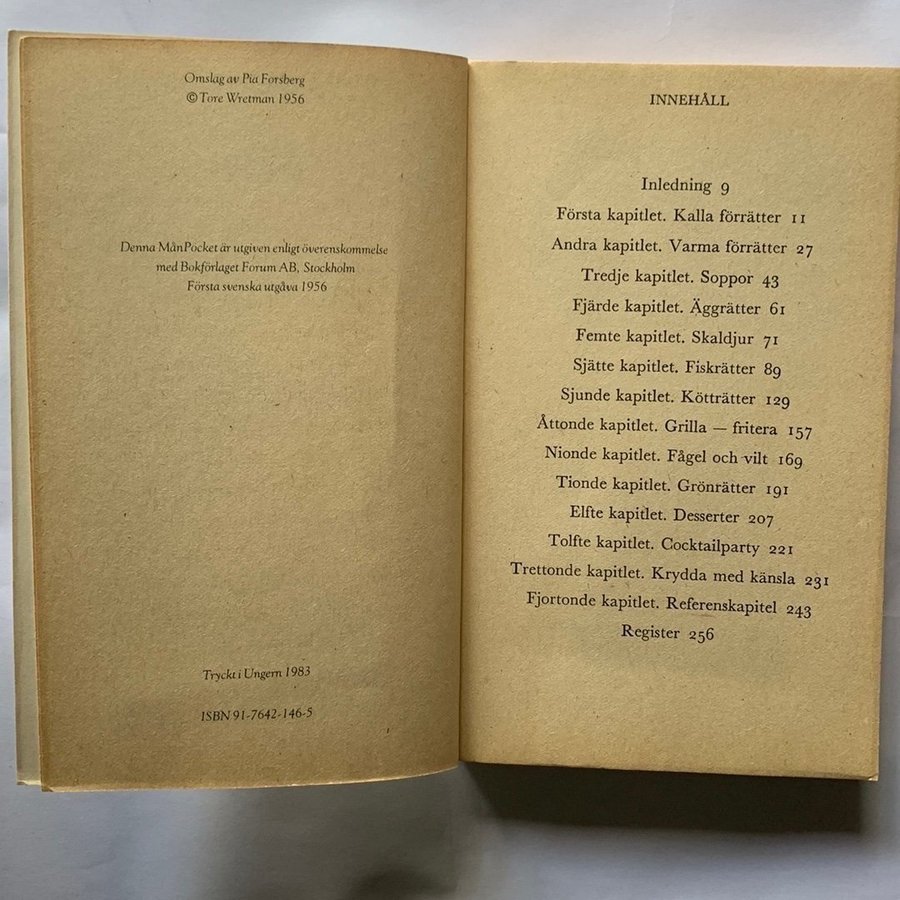 Omslag av Pia Forsberg
© Tore Wretman 1956
Denna MånPocket är utgiven enligt överenskommelse
med Bokförlaget Forum AB, Stockholm
Första svenska utgåva 1956
Tryckt i Ungern 1983
ISBN 91-7642-146-5
INNEHÅLL
Inledning 9
Första kapitlet. Kalla förrätter 11
Andra kapitlet. Varma förrätter 27
Tredje kapitlet. Soppor 43
Fjärde kapitlet. Äggrätter 61
Femte kapitlet. Skaldjur 71
Sjätte kapitlet. Fiskrätter 89
Sjunde kapitlet. Kötträtter 129
Åttonde kapitlet. Grilla — fritera 157
Nionde kapitlet. Fågel och vilt 169
Tionde kapitlet. Grönrätter 191
Elfte kapitlet. Desserter 207
Tolfte kapitlet. Cocktailparty 221
Trettonde kapitlet. Krydda med känsla 231
Fjortonde kapitlet. Referenskapitel 243
Register 256